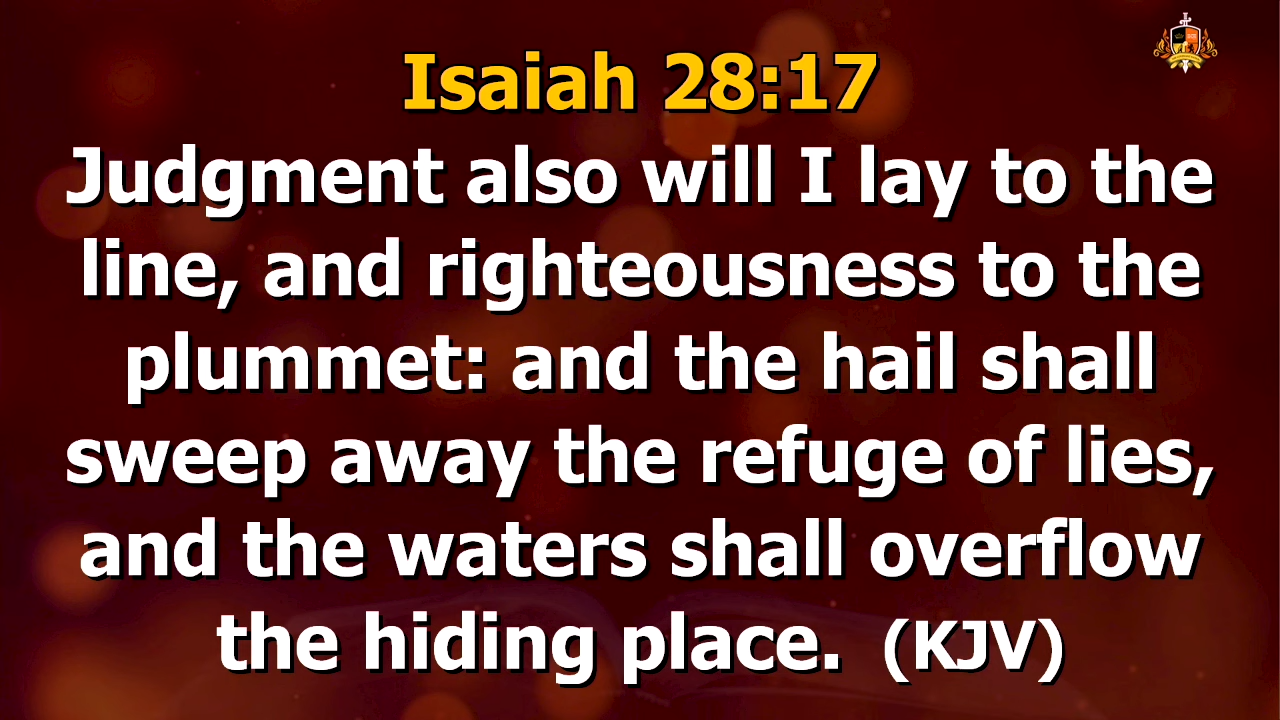 Isaiah 28:17
Judgment also will I lay to the
line, and righteousness to the
plummet: and the hail shall
sweep away the refuge of lies,
and the waters shall overflow
the hiding place. (KJV)